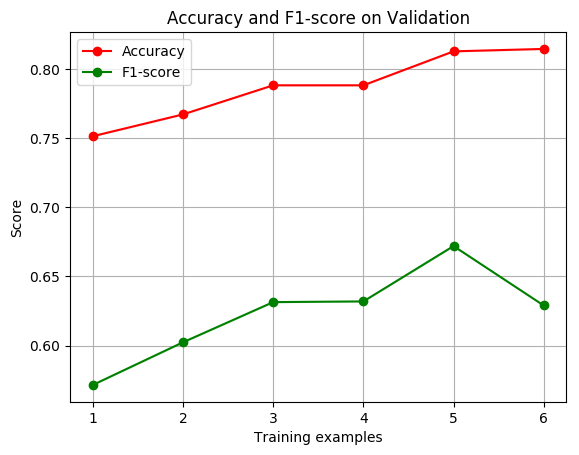 Accuracy and F1-score on Validation
Accuracy
F1-score
0.80
0.75
0.70
0.65
0.60
Score
1 2 3 4 5 6
Training examples